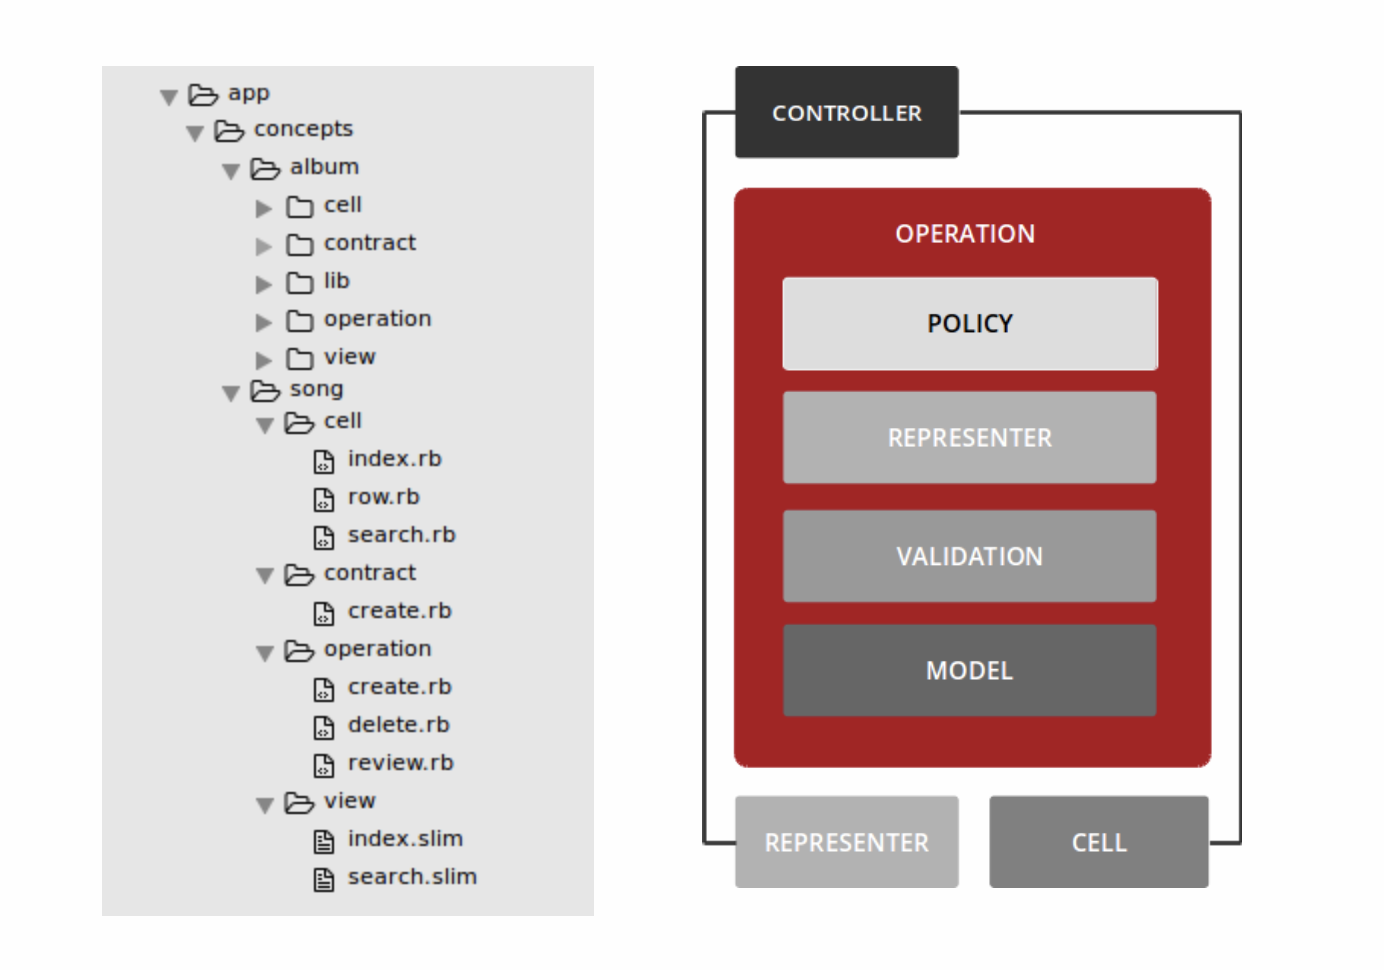 app
concepts
album
cell
contract
lib
operation
view
song
cell
index.rb
row.rb
search.rb
contract
create.rb
operation
create.rb
delete.rb
review.rb
view
index.slim
search.slim
CONTROLLER
OPERATION
POLICY
REPRESENTER
VALIDATION
MODEL
REPRESENTER
CELL